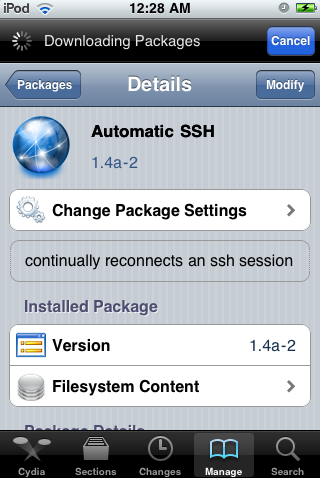 iPod 12:28 AM
Downloading Packages Cancel
Packages Details Modify
Automatic SSH
1.4a-2
Change Package Settings
continually reconnects an ssh session
Installed Package
Version 1.4a-2
Filesystem Content
Package Details
Cydia Sections Changes Manage Search